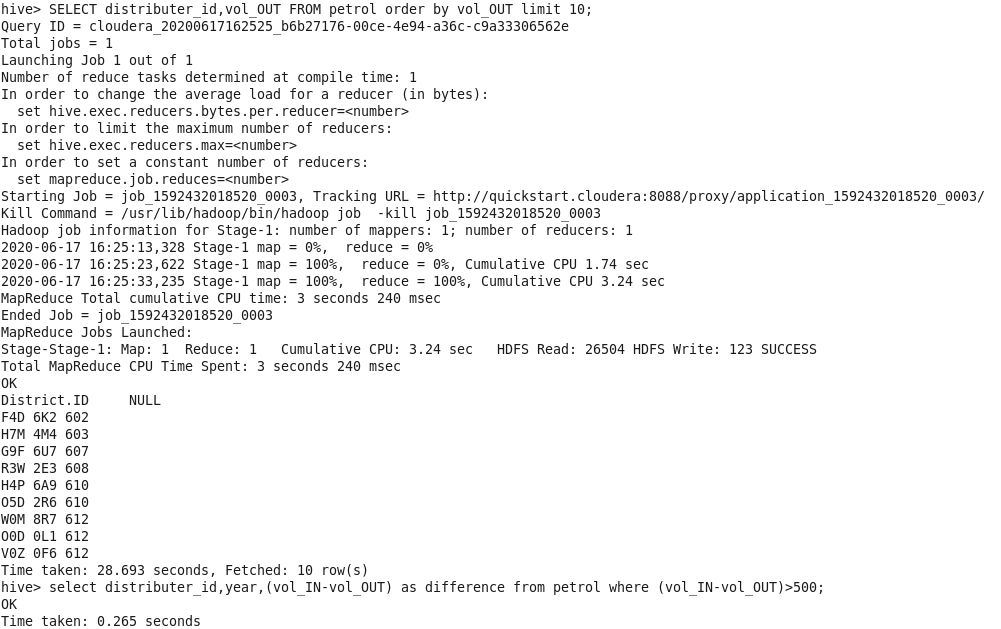 hive> SELECT distributer_id,vol_OUT FROM petrol order by vol_OUT limit 10;
Query ID = cloudera_20200617162525_b6b27176-00ce-4e94-a36c-c9a33306562e
Total jobs = 1
Launching Job 1 out of 1
Number of reduce tasks determined at compile time: 1
In order to change the average load for a reducer (in bytes):
  set hive.exec.reducers.bytes.per.reducer=<number>
In order to limit the maximum number of reducers:
  set hive.exec.reducers.max=<number>
In order to set a constant number of reducers:
  set mapreduce.job.reduces=<number>
Starting Job = job_1592432018520_0003, Tracking URL = http://quickstart.cloudera:8088/proxy/application_1592432018520_0003/
Kill Command = /usr/lib/hadoop/bin/hadoop job  -kill job_1592432018520_0003
Hadoop job information for Stage-1: number of mappers: 1; number of reducers: 1
2020-06-17 16:25:13,328 Stage-1 map = 0%,  reduce = 0%
2020-06-17 16:25:23,622 Stage-1 map = 100%,  reduce = 0%, Cumulative CPU 1.74 sec
2020-06-17 16:25:33,235 Stage-1 map = 100%,  reduce = 100%, Cumulative CPU 3.24 sec
MapReduce Total cumulative CPU time: 3 seconds 240 msec
Ended Job = job_1592432018520_0003
MapReduce Jobs Launched:
Stage-Stage-1: Map: 1  Reduce: 1   Cumulative CPU: 3.24 sec   HDFS Read: 26504 HDFS Write: 123 SUCCESS
Total MapReduce CPU Time Spent: 3 seconds 240 msec
OK
District.ID     NULL
F4D 6K2 602
H7M 4M4 603
G9F 6U7 607
R3W 2E3 608
H4P 6A9 610
O5D 2R6 610
W0M 8R7 612
O0D 0L1 612
V0Z 0F6 612
Time taken: 28.693 seconds, Fetched: 10 row(s)
hive> select distributer_id,year,(vol_IN-vol_OUT) as difference from petrol where (vol_IN-vol_OUT)>500;
OK
Time taken: 0.265 seconds